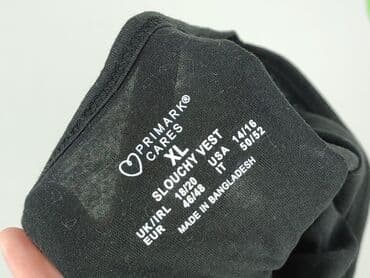 PRIMARK®
CARES
XL
SLOUCHY VEST
UK/IRL 18/20 USA 14/16
EUR 46/48 IT 50/52
MADE IN BANGLADESH